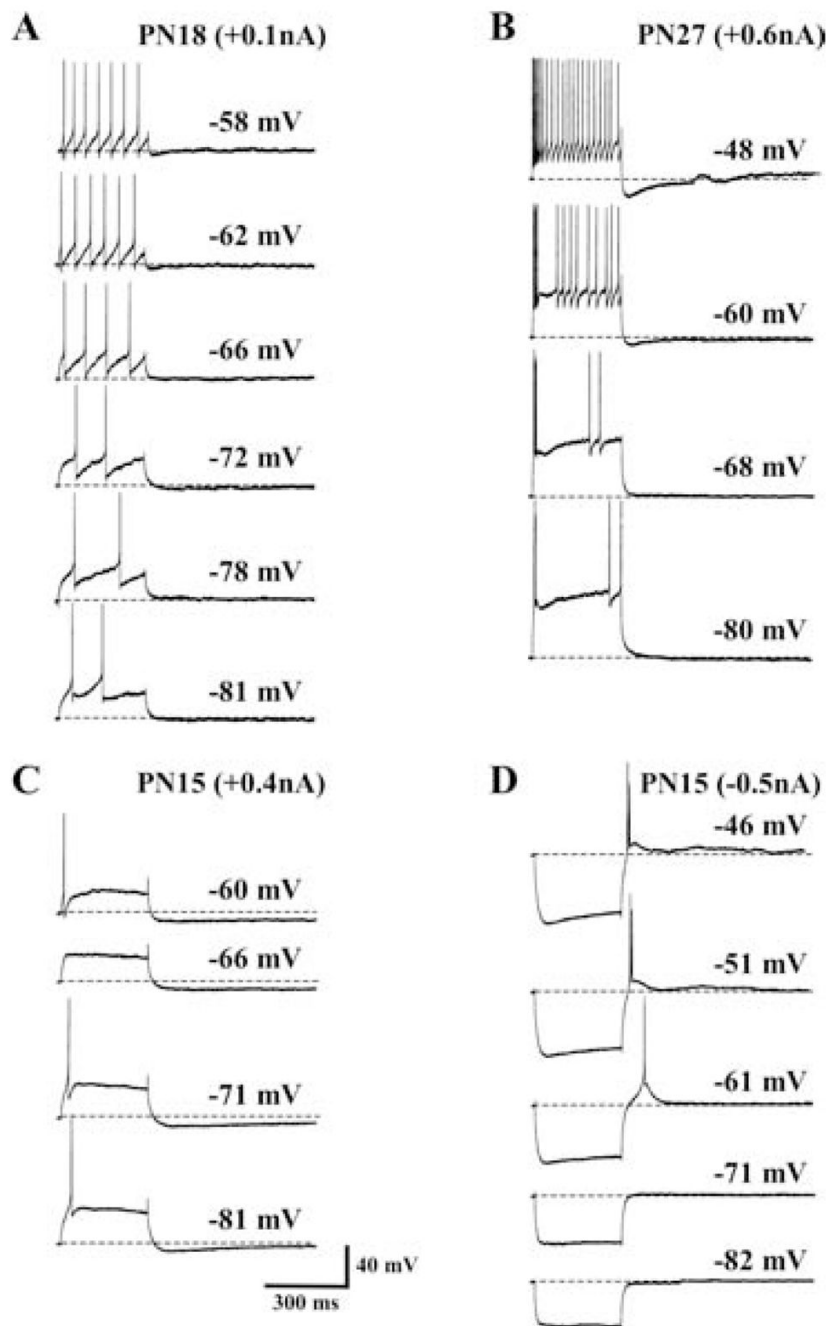 A
PN18 (+0.1nA)
-58 mV
-62 mV
-66 mV
-72 mV
-78 mV
-81 mV
B
PN27 (+0.6nA)
-48 mV
-60 mV
-68 mV
-80 mV
C
PN15 (+0.4nA)
-60 mV
-66 mV
-71 mV
-81 mV
40 mV
300 ms
D
PN15 (-0.5nA)
-46 mV
-51 mV
-61 mV
-71 mV
-82 mV